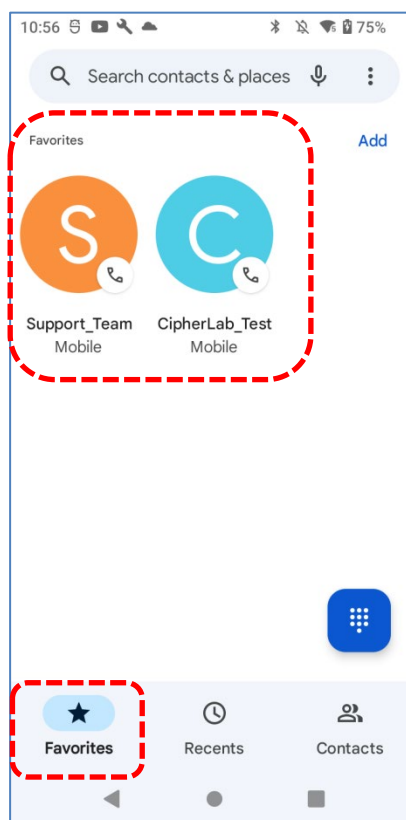 10:56 75%
Search contacts & places
Favorites Add
S C
Support_Team CipherLab_Test
Mobile Mobile
Favorites Recents Contacts